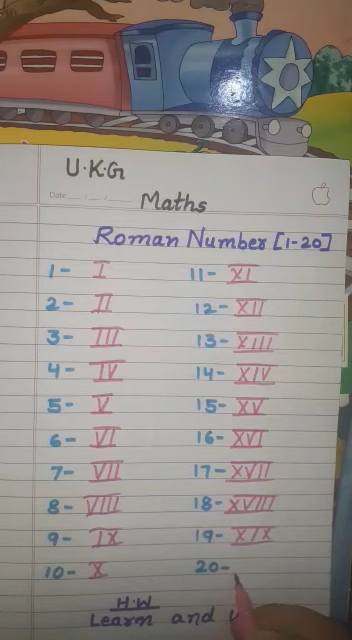 U.K.G
Date
Maths
Roman Number [1-20]
1- I
2- II
3- III
4- IV
5- V
6- VI
7- VII
8- VIII
9- IX
10- X
11- XI
12- XII
13- XIII
14- XIV
15- XV
16- XVI
17- XVII
18- XVIII
19- XIX
20-
H.W
Learn and